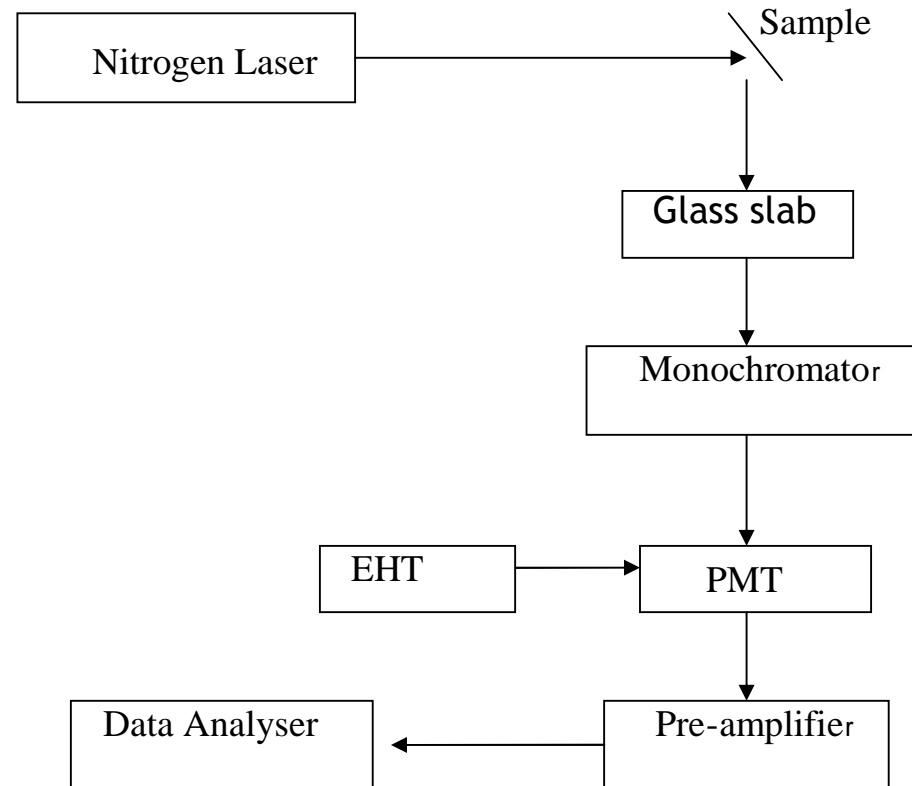 Sample
Nitrogen Laser
Glass slab
Monochromator
EHT
PMT
Data Analyser
Pre-amplifier